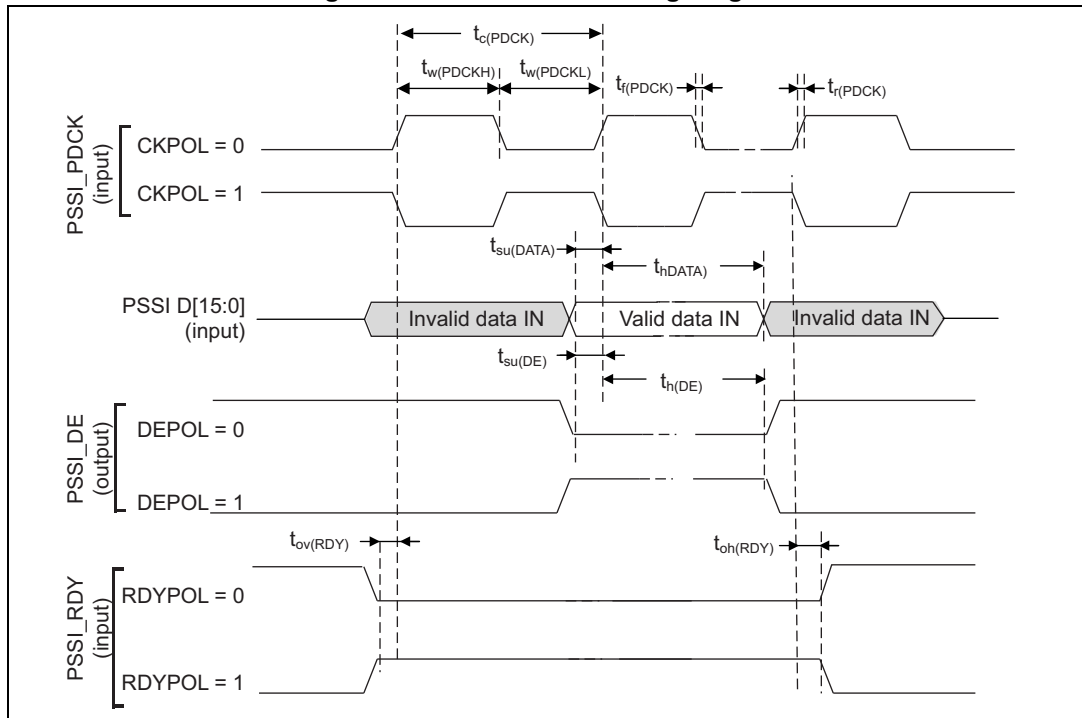 tc(PDCK)
tw(PDCKH) tw(PDCKL) tf(PDCK) tr(PDCK)
PSSI_PDCK
(input)
CKPOL = 0
CKPOL = 1
tsu(DATA)
thDATA)
PSSI D[15:0]
(input)
Invalid data IN Valid data IN Invalid data IN
tsu(DE)
th(DE)
PSSI_DE
(output)
DEPOL = 0
DEPOL = 1
tov(RDY) toh(RDY)
PSSI_RDY
(input)
RDYPOL = 0
RDYPOL = 1